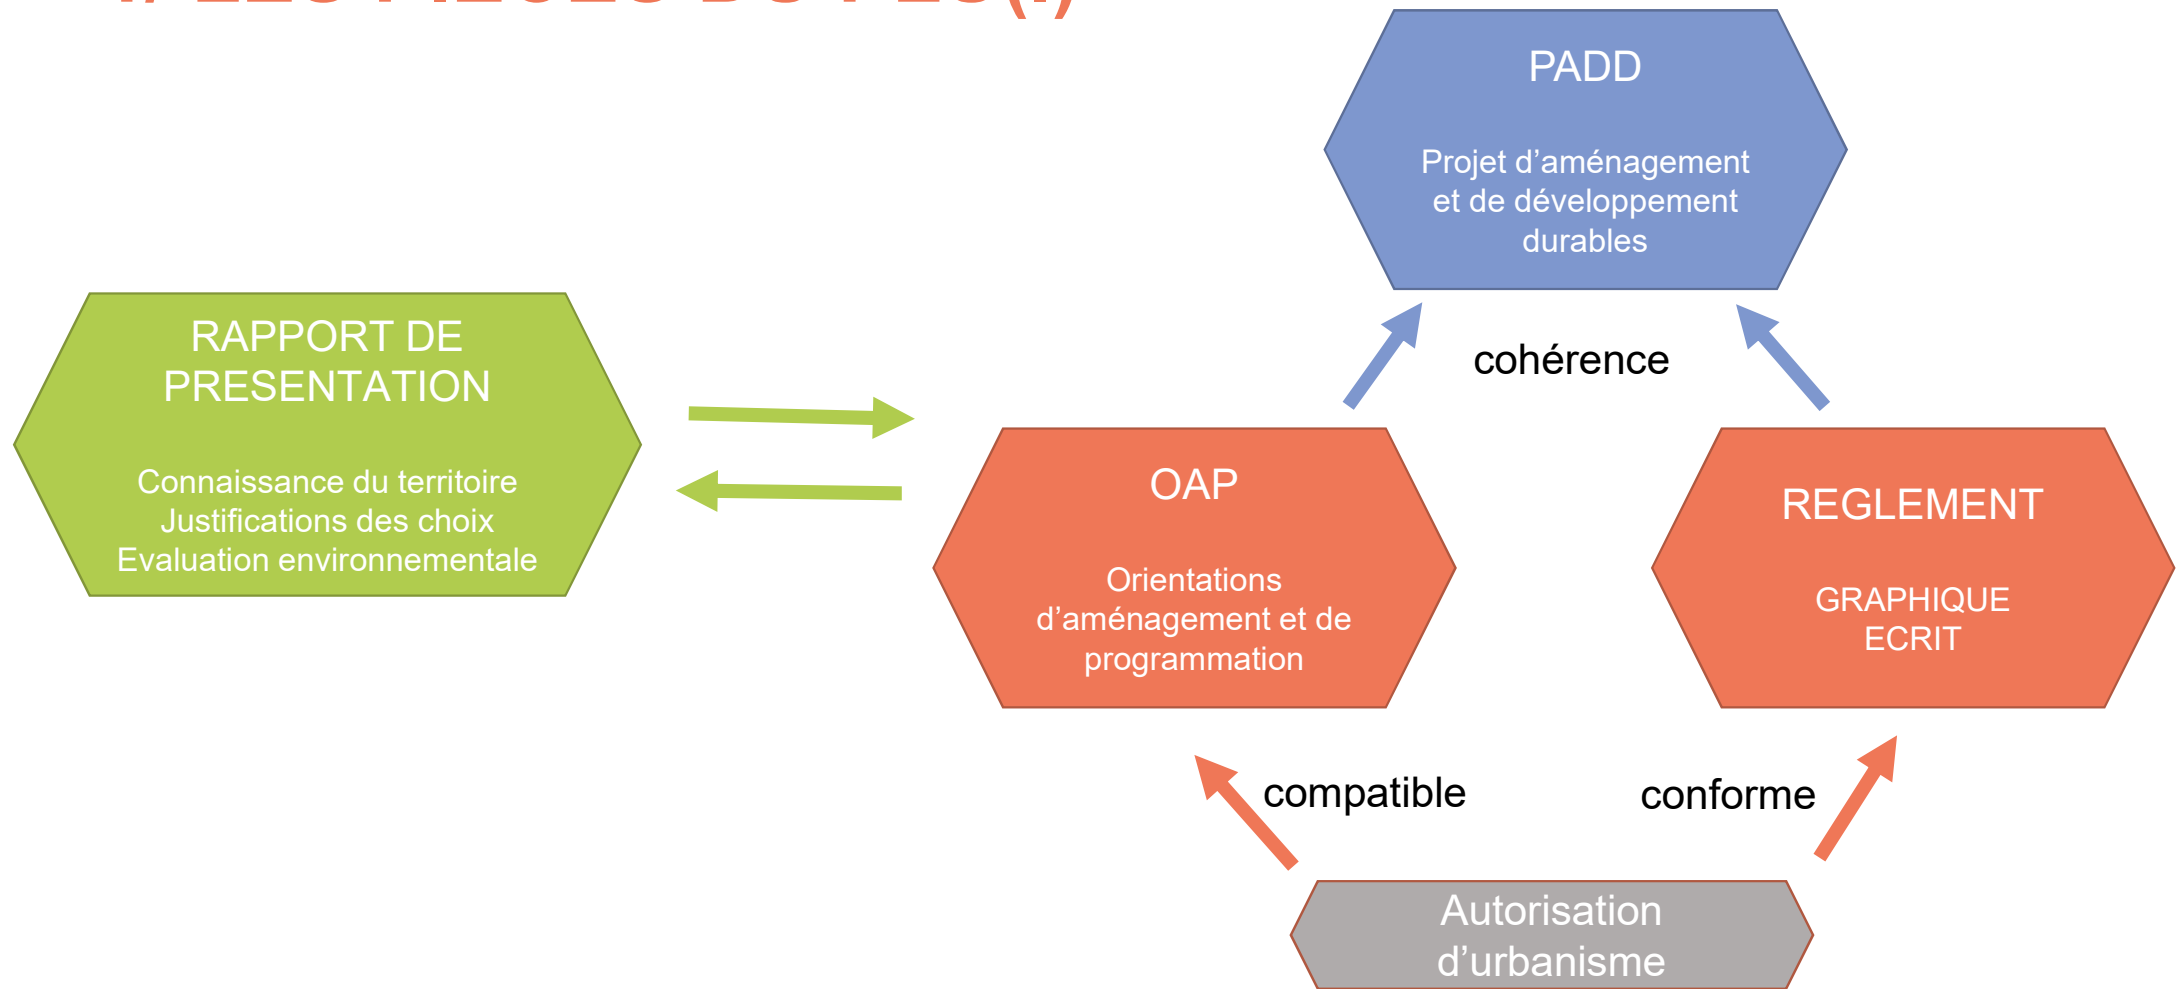 PADD
Projet d’aménagement
et de développement
durables
RAPPORT DE
PRESENTATION
Connaissance du territoire
Justifications des choix
Evaluation environnementale
cohérence
OAP
Orientations
d’aménagement et de
programmation
REGLEMENT
GRAPHIQUE
ECRIT
compatible
conforme
Autorisation
d’urbanisme